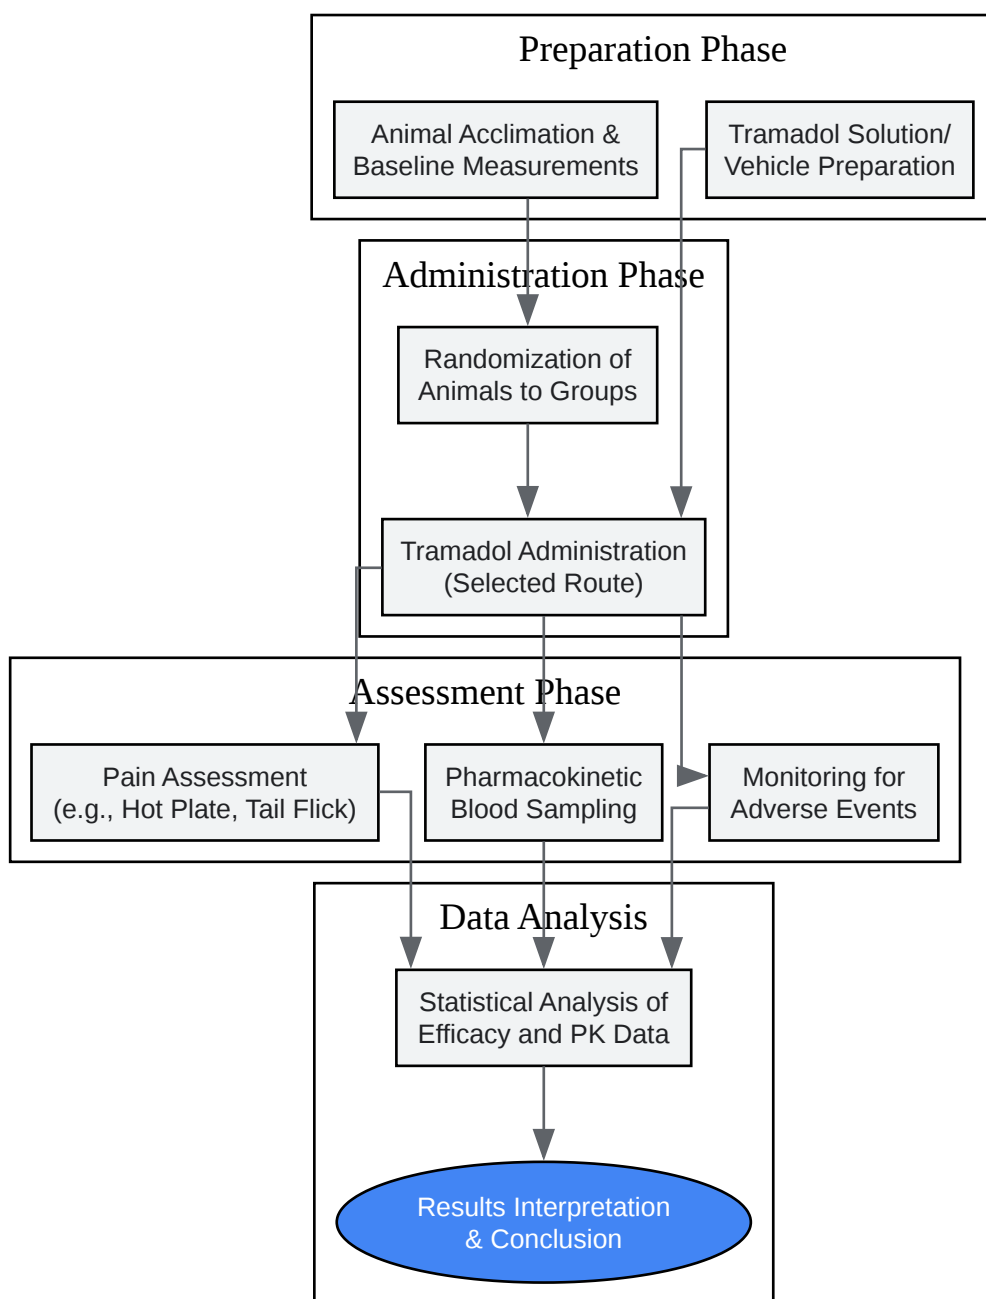 Preparation Phase
Animal Acclimation &
Baseline Measurements
Tramadol Solution/
Vehicle Preparation
Administration Phase
Randomization of
Animals to Groups
Tramadol Administration
(Selected Route)
Assessment Phase
Pain Assessment
(e.g., Hot Plate, Tail Flick)
Pharmacokinetic
Blood Sampling
Monitoring for
Adverse Events
Data Analysis
Statistical Analysis of
Efficacy and PK Data
Results Interpretation
& Conclusion